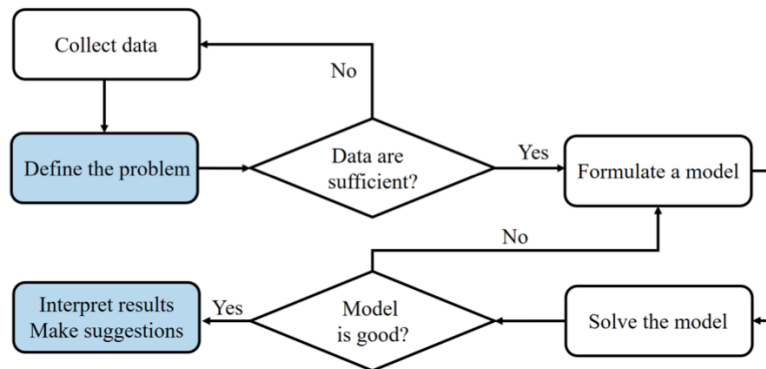 Collect data
No
Define the problem
Data are
sufficient?
Yes
Formulate a model
No
Interpret results
Make suggestions
Yes
Model
is good?
Solve the model